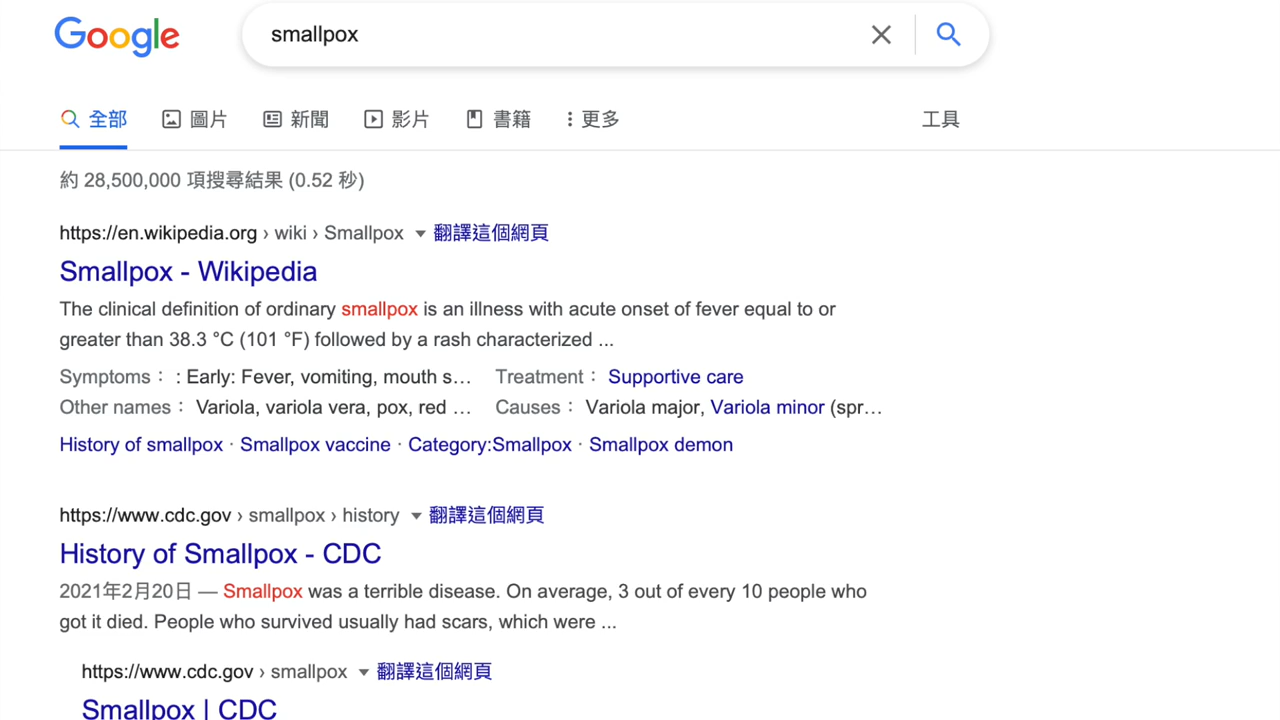 Google
smallpox
全部 圖片 新聞 影片 書籍 更多 工具
約 28,500,000 項搜尋結果 (0.52 秒)
https://en.wikipedia.org › wiki › Smallpox 翻譯這個網頁
Smallpox - Wikipedia
The clinical definition of ordinary smallpox is an illness with acute onset of fever equal to or
greater than 38.3 °C (101 °F) followed by a rash characterized ...
Symptoms： : Early: Fever, vomiting, mouth s… Treatment： Supportive care
Other names： Variola, variola vera, pox, red … Causes： Variola major, Variola minor (spr…
History of smallpox · Smallpox vaccine · Category:Smallpox · Smallpox demon
https://www.cdc.gov › smallpox › history 翻譯這個網頁
History of Smallpox - CDC
2021年2月20日 — Smallpox was a terrible disease. On average, 3 out of every 10 people who
got it died. People who survived usually had scars, which were ...
https://www.cdc.gov › smallpox 翻譯這個網頁
Smallpox | CDC